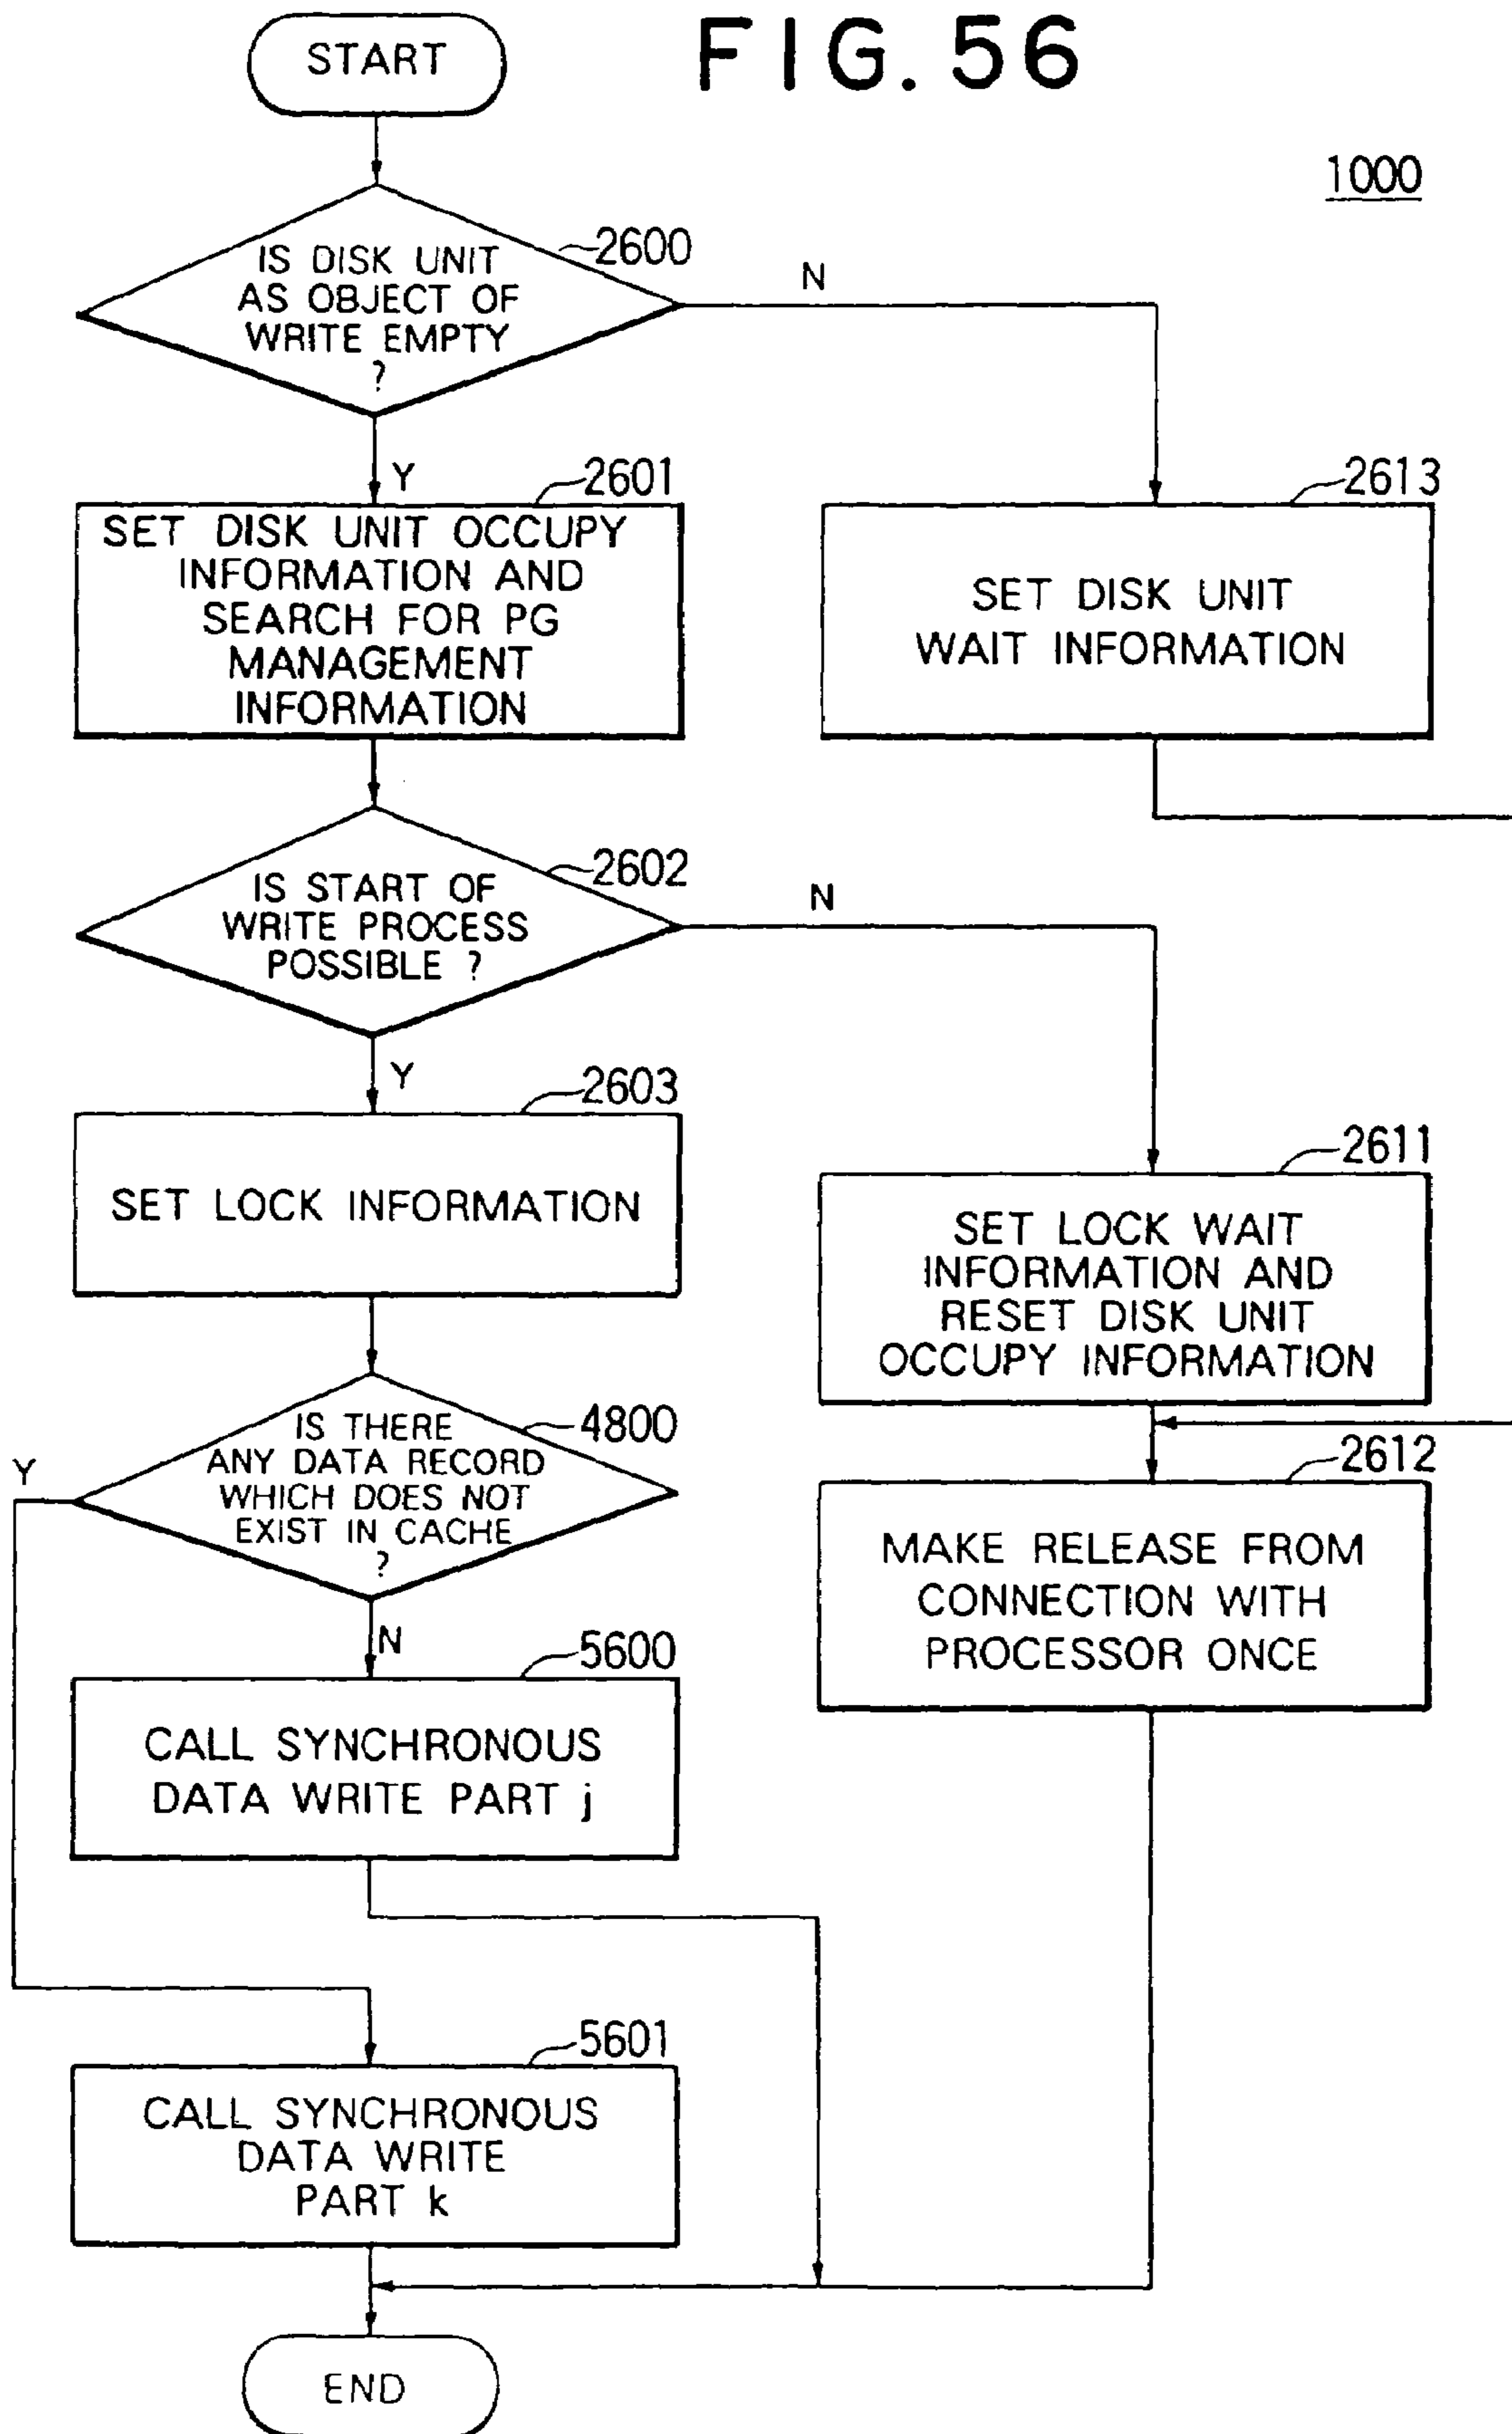 FIG. 56
1000
START
2600
IS DISK UNIT
AS OBJECT OF
WRITE EMPTY
?
N
Y
2601
SET DISK UNIT OCCUPY
INFORMATION AND
SEARCH FOR PG
MANAGEMENT
INFORMATION
2613
SET DISK UNIT
WAIT INFORMATION
2602
IS START OF
WRITE PROCESS
POSSIBLE ?
N
Y
2603
SET LOCK INFORMATION
2611
SET LOCK WAIT
INFORMATION AND
RESET DISK UNIT
OCCUPY INFORMATION
4800
IS THERE
ANY DATA RECORD
WHICH DOES NOT
EXIST IN CACHE
?
Y
N
2612
MAKE RELEASE FROM
CONNECTION WITH
PROCESSOR ONCE
5600
CALL SYNCHRONOUS
DATA WRITE PART j
5601
CALL SYNCHRONOUS
DATA WRITE
PART k
END